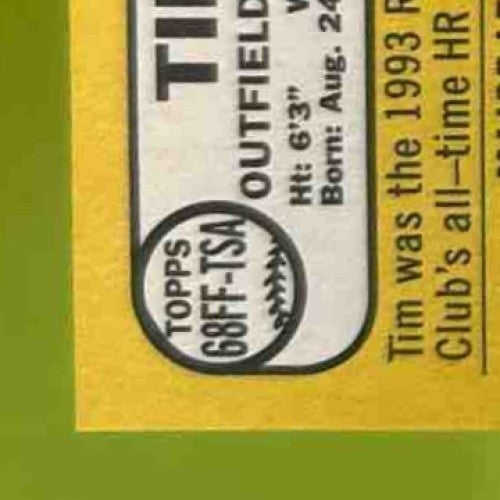 TOPPS
68FF-TSA
OUTFIELD
Ht: 6'3"
Born: Aug. 24
Tim was the 1993
Club's all-time HR